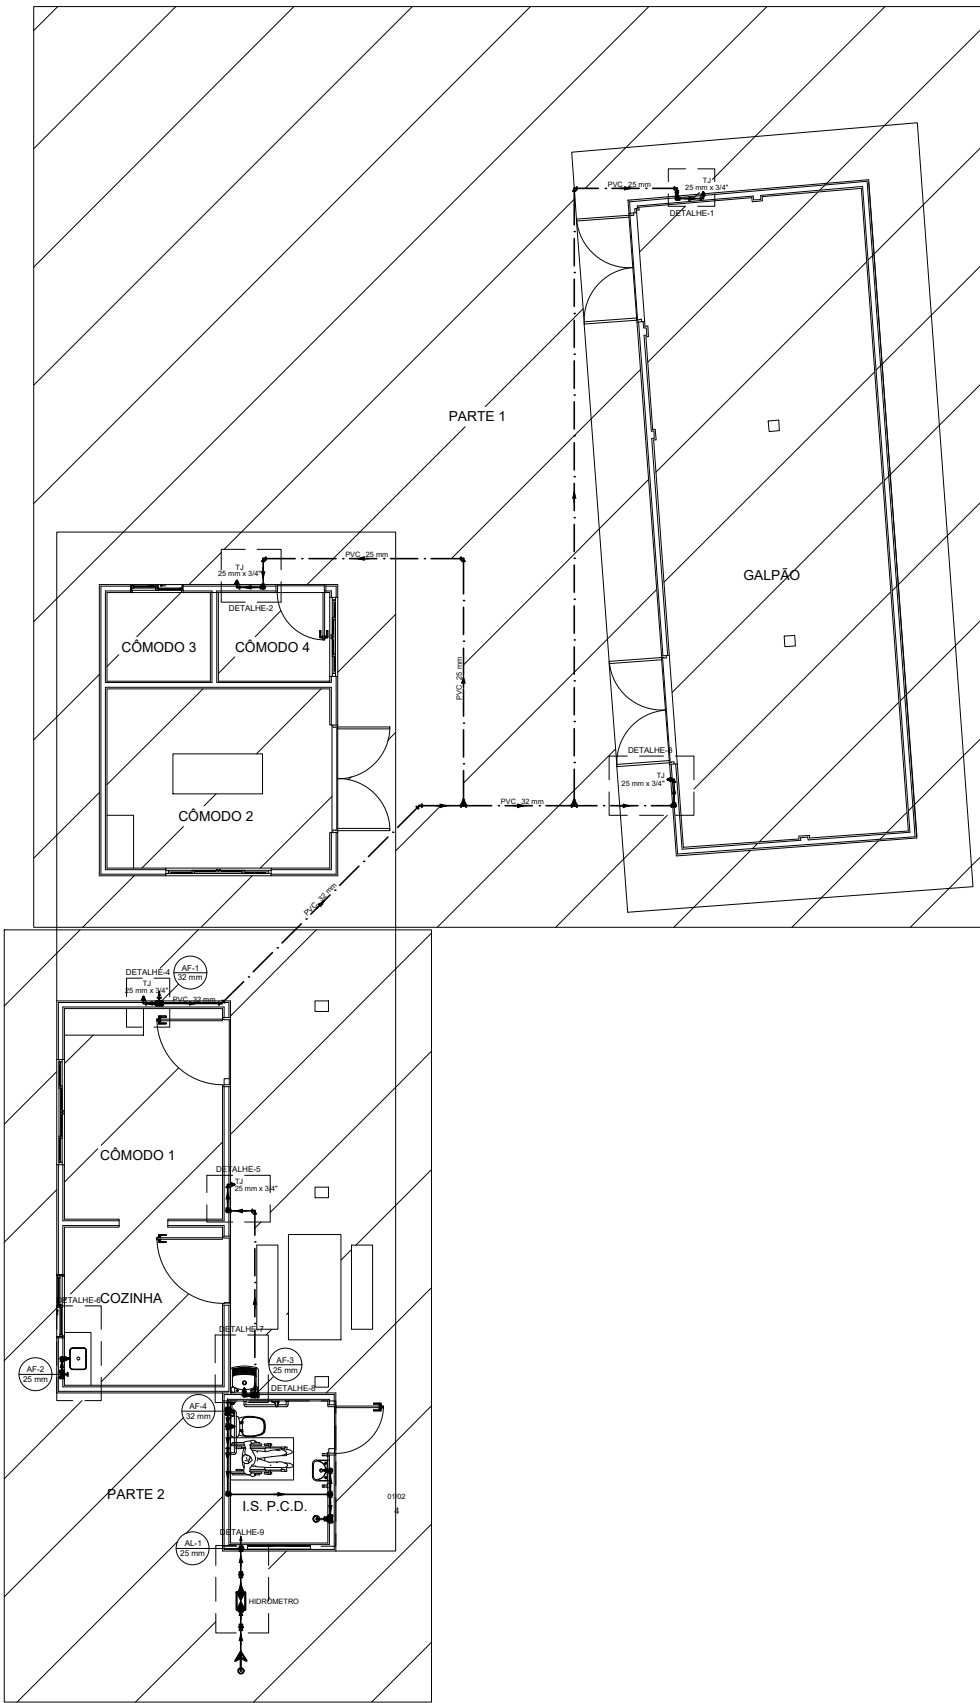 PVC 25 mm
TJ
25 mm x 3/4"
DETALHE-1
PARTE 1
PVC 25 mm
TJ
25 mm x 3/4"
DETALHE-2
GALPÃO
CÔMODO 3
CÔMODO 4
PVC 25 mm
DETALHE-3
TJ
25 mm x 3/4"
PVC 32 mm
CÔMODO 2
PVC 32 mm
DETALHE-4
AF-1
32 mm
TJ
25 mm x 3/4"
PVC 32 mm
CÔMODO 1
DETALHE-5
TJ
25 mm x 3/4"
COZINHA
DETALHE-6
DETALHE-7
AF-2
25 mm
AF-3
25 mm
DETALHE-8
AF-4
32 mm
PARTE 2
I.S. P.C.D.
01/02
4
DETALHE-9
AL-1
25 mm
HIDRÔMETRO